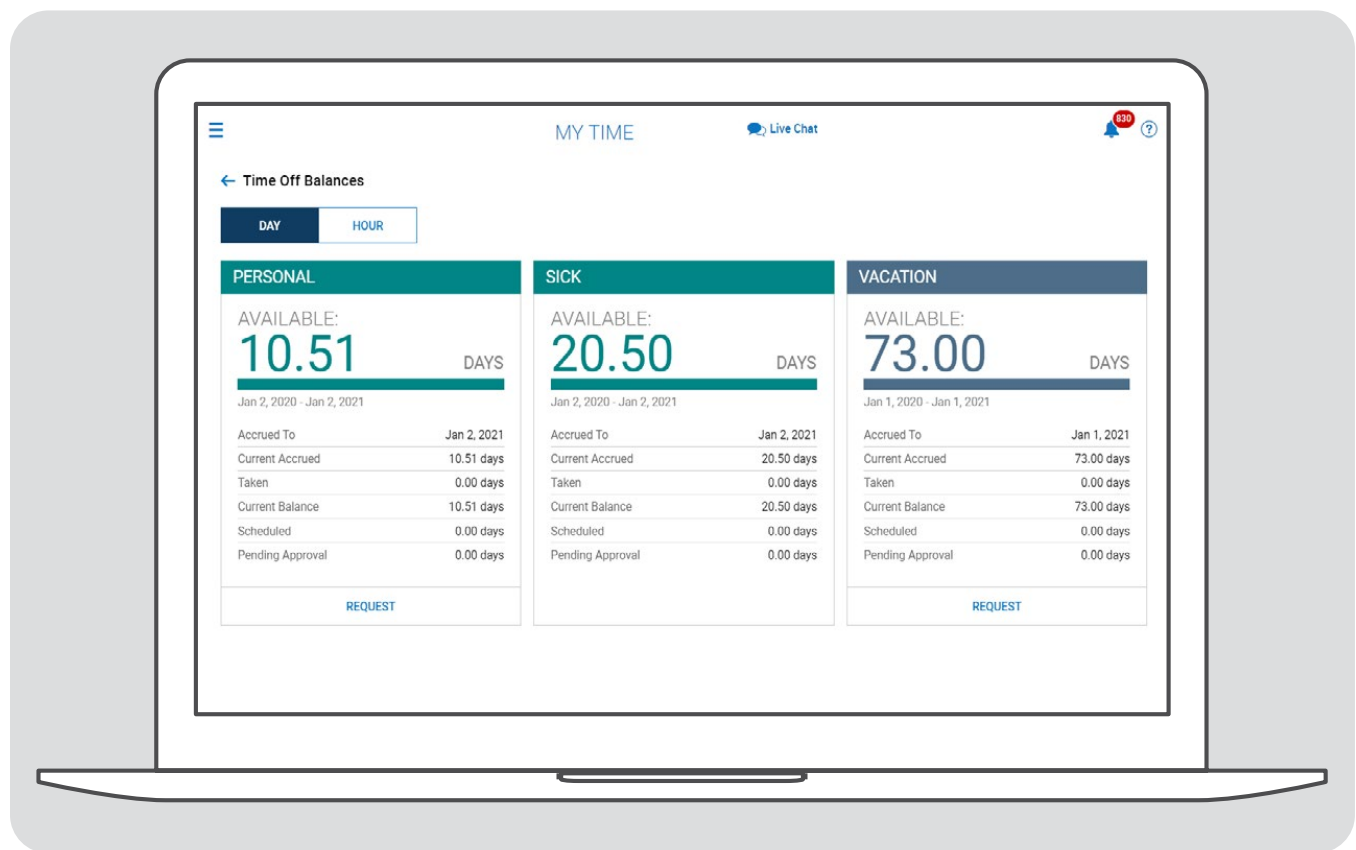 MY TIME
Live Chat
830
?
Time Off Balances
DAY
HOUR
PERSONAL
AVAILABLE:
10.51 DAYS
Jan 2, 2020 - Jan 2, 2021
Accrued To Jan 2, 2021
Current Accrued 10.51 days
Taken 0.00 days
Current Balance 10.51 days
Scheduled 0.00 days
Pending Approval 0.00 days
REQUEST
SICK
AVAILABLE:
20.50 DAYS
Jan 2, 2020 - Jan 2, 2021
Accrued To Jan 2, 2021
Current Accrued 20.50 days
Taken 0.00 days
Current Balance 20.50 days
Scheduled 0.00 days
Pending Approval 0.00 days
VACATION
AVAILABLE:
73.00 DAYS
Jan 1, 2020 - Jan 1, 2021
Accrued To Jan 1, 2021
Current Accrued 73.00 days
Taken 0.00 days
Current Balance 73.00 days
Scheduled 0.00 days
Pending Approval 0.00 days
REQUEST